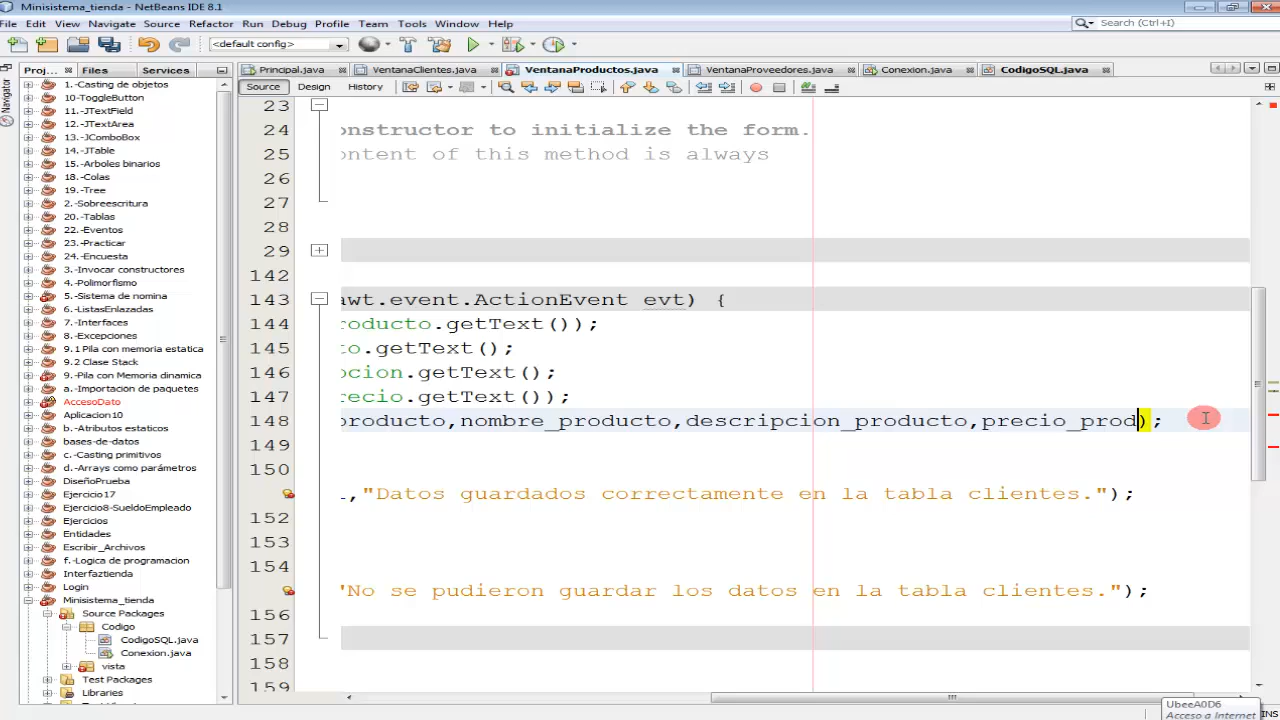 Minisistema_tienda - NetBeans IDE 8.1
File Edit View Navigate Source Refactor Run Debug Profile Team Tools Window Help
Search (Ctrl+I)
<default config>
Proj... Files Services
Navigator
Principal.java VentanaClientes.java VentanaProductos.java VentanaProveedores.java Conexion.java CodigoSQL.java
Source Design History
1.-Casting de objetos
10-ToggleButton
11.-JTextField
12.-JTextArea
13.-JComboBox
14.-JTable
15.-Arboles binarios
18.-Colas
19.-Tree
2.-Sobreescritura
20.-Tablas
22.-Eventos
23.-Practicar
24.-Encuesta
3.-Invocar constructores
4.-Polimorfismo
5.-Sistema de nomina
6.-ListasEnlazadas
7.-Interfaces
8.-Excepciones
9.1 Pila con memoria estatica
9.2 Clase Stack
9.-Pila con Memoria dinamica
a.-Importación de paquetes
AccesoDato
Aplicacion10
b.-Atributos estaticos
bases-de-datos
c.-Casting primitivos
d.-Arrays como parámetros
DiseñoPrueba
Ejercicio17
Ejercicio8-SueldoEmpleado
Ejercicios
Entidades
Escribir_Archivos
f.-Logica de programacion
Interfaztienda
Login
Minisistema_tienda
Source Packages
Codigo
CodigoSQL.java
Conexion.java
vista
Test Packages
Libraries
23
24 onstructor to initialize the form.
25 ontent of this method is always
26
27
28
29
142
143 awt.event.ActionEvent evt) {
144 roducto.getText());
145 to.getText();
146 pcion.getText();
147 recio.getText());
148 producto,nombre_producto,descripcion_producto,precio_prod);
149
150
,"Datos guardados correctamente en la tabla clientes.");
152
153
154
"No se pudieron guardar los datos en la tabla clientes.");
156
157
158
159
UbeeA0D6
Acceso a Internet
INS